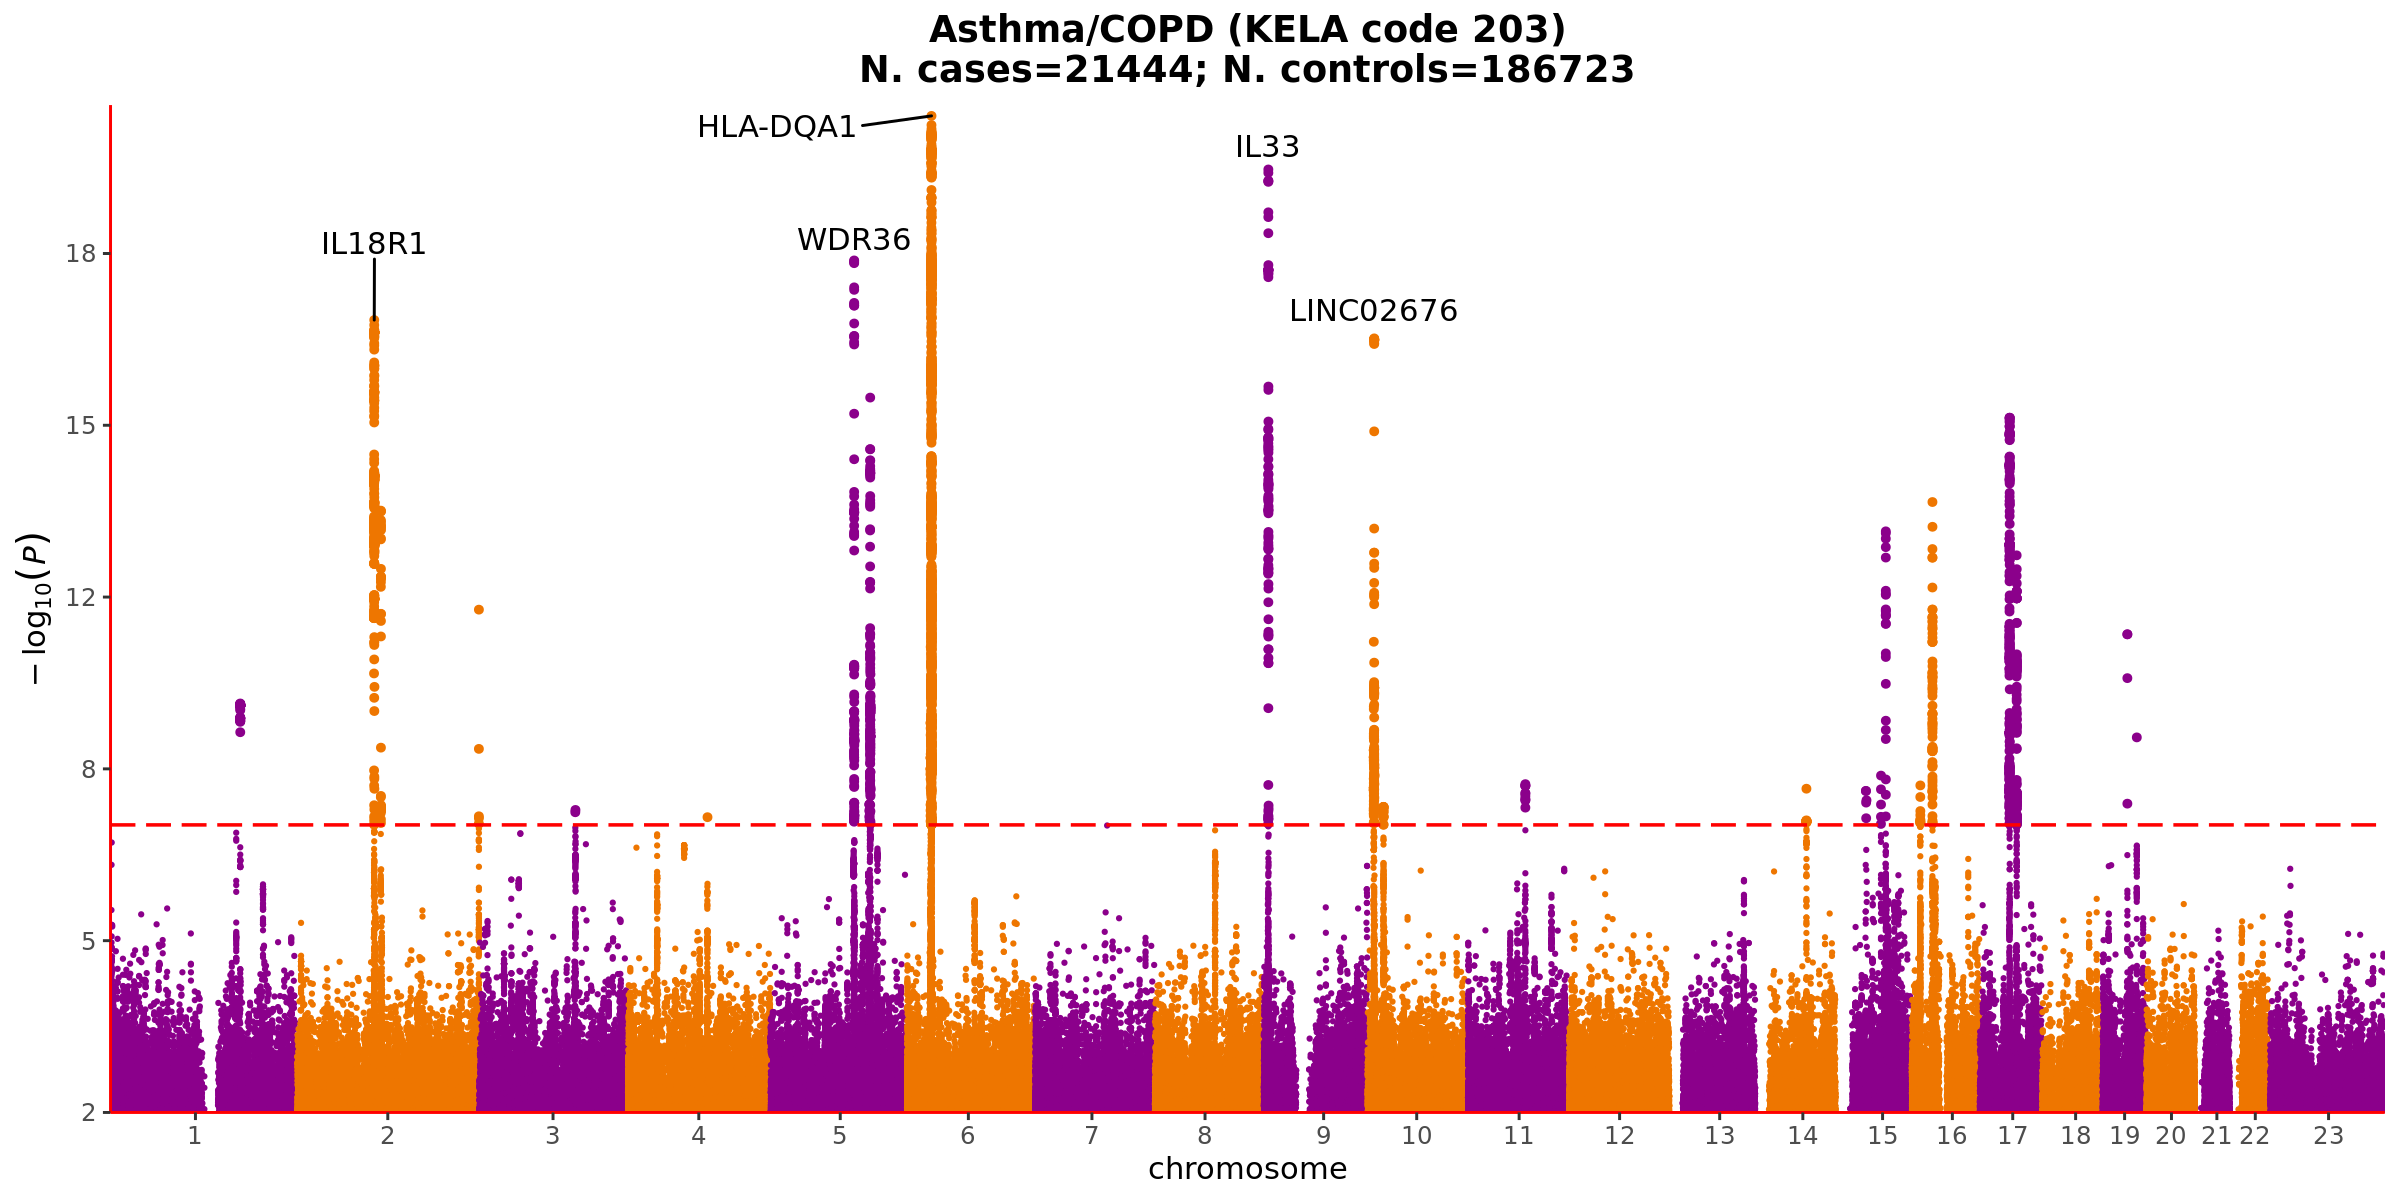 Asthma/COPD (KELA code 203)
N. cases=21444; N. controls=186723
HLA-DQA1
IL33
IL18R1
WDR36
LINC02676
18
15
12
8
5
2
−log₁₀(P)
1 2 3 4 5 6 7 8 9 10 11 12 13 14 15 16 17 18 19 20 21 22 23
chromosome